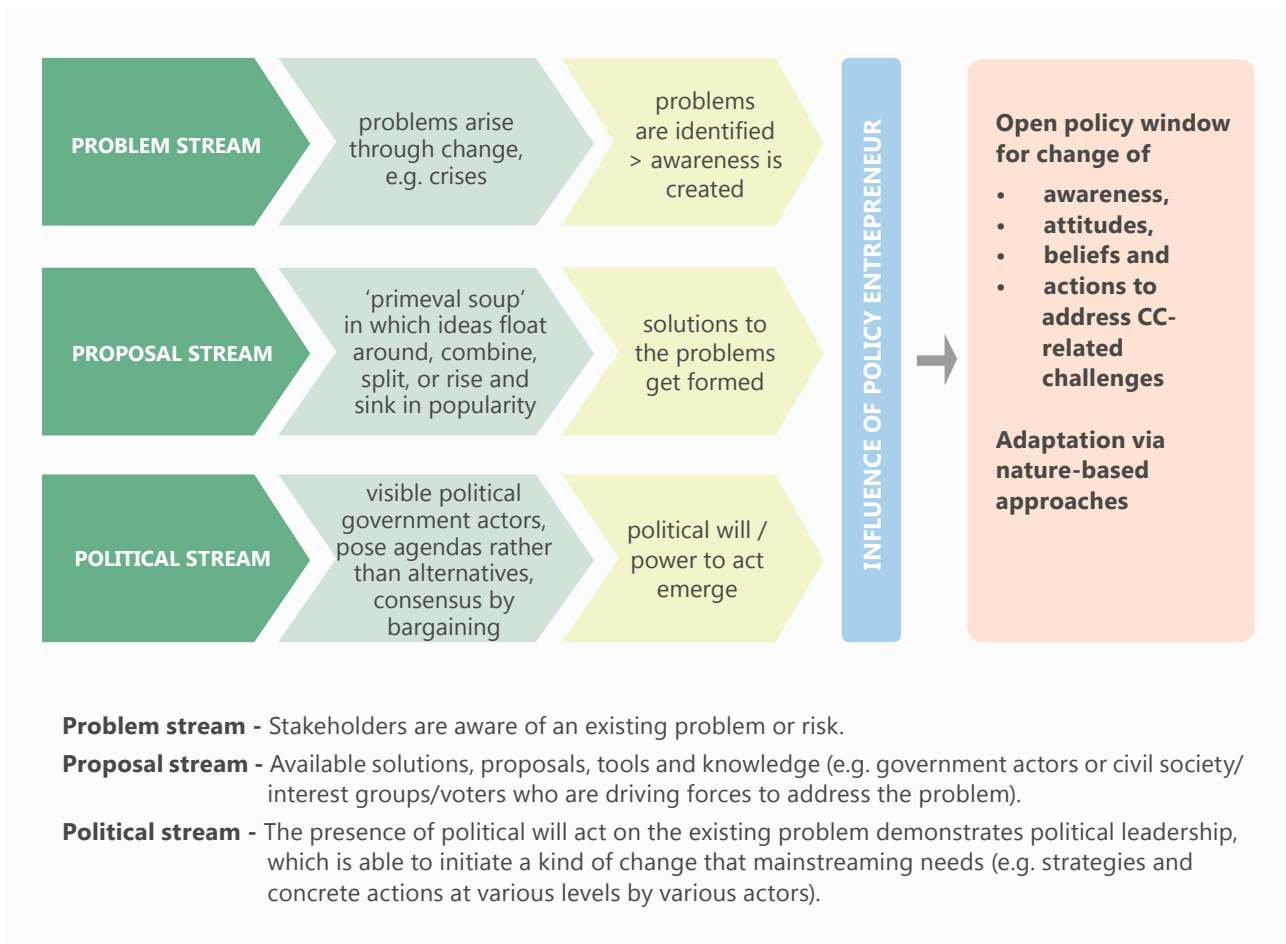 PROBLEM STREAM
problems arise
through change,
e.g. crises
problems
are identified
> awareness is
created
PROPOSAL STREAM
‘primeval soup‘
in which ideas float
around, combine,
split, or rise and
sink in popularity
solutions to
the problems
get formed
POLITICAL STREAM
visible political
government actors,
pose agendas rather
than alternatives,
consensus by
bargaining
political will /
power to act
emerge
INFLUENCE OF POLICY ENTREPRENEUR
Open policy window
for change of
• awareness,
• attitudes,
• beliefs and
• actions to
address CC-
related
challenges
Adaptation via
nature-based
approaches
Problem stream - Stakeholders are aware of an existing problem or risk.
Proposal stream - Available solutions, proposals, tools and knowledge (e.g. government actors or civil society/
interest groups/voters who are driving forces to address the problem).
Political stream - The presence of political will act on the existing problem demonstrates political leadership,
which is able to initiate a kind of change that mainstreaming needs (e.g. strategies and
concrete actions at various levels by various actors).